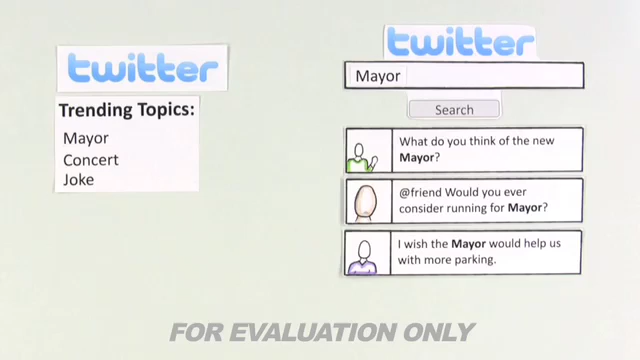 twitter
Trending Topics:
Mayor
Concert
Joke
twitter
Mayor
Search
What do you think of the new
Mayor?
@friend Would you ever
consider running for Mayor?
I wish the Mayor would help us
with more parking.
FOR EVALUATION ONLY